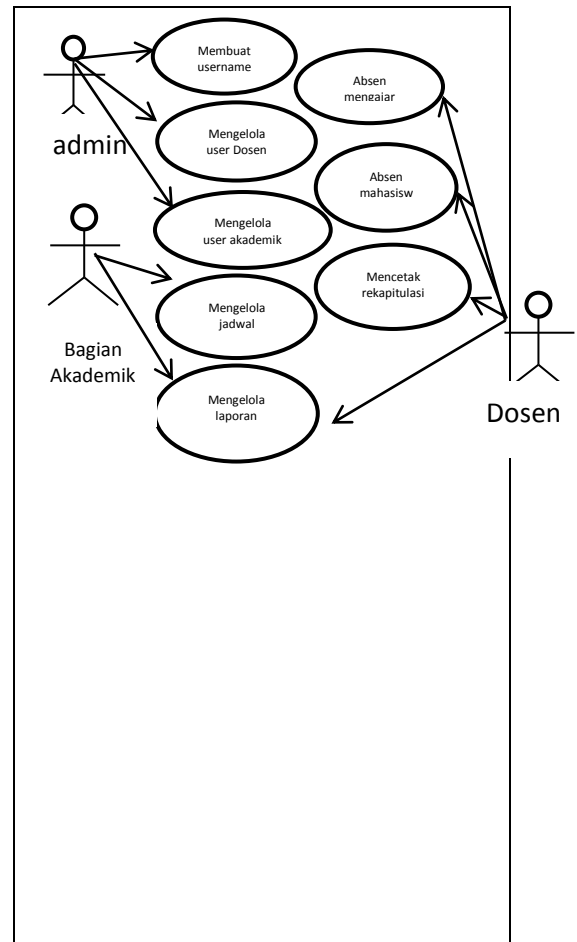 Membuat
username
Absen
mengajar
admin
Mengelola
user Dosen
Absen
mahasisw
Mengelola
user akademik
Mencetak
rekapitulasi
Mengelola
jadwal
Bagian
Akademik
Mengelola
laporan
Dosen